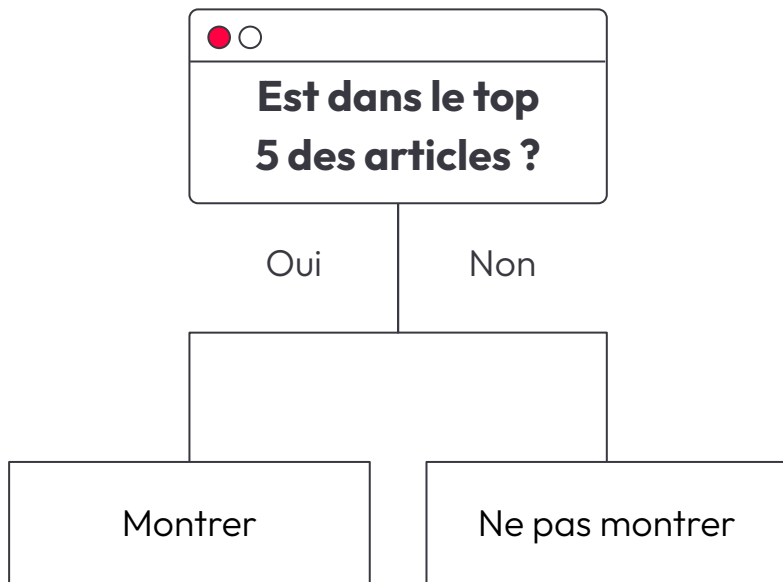 Est dans le top
5 des articles ?
Oui
Non
Montrer
Ne pas montrer